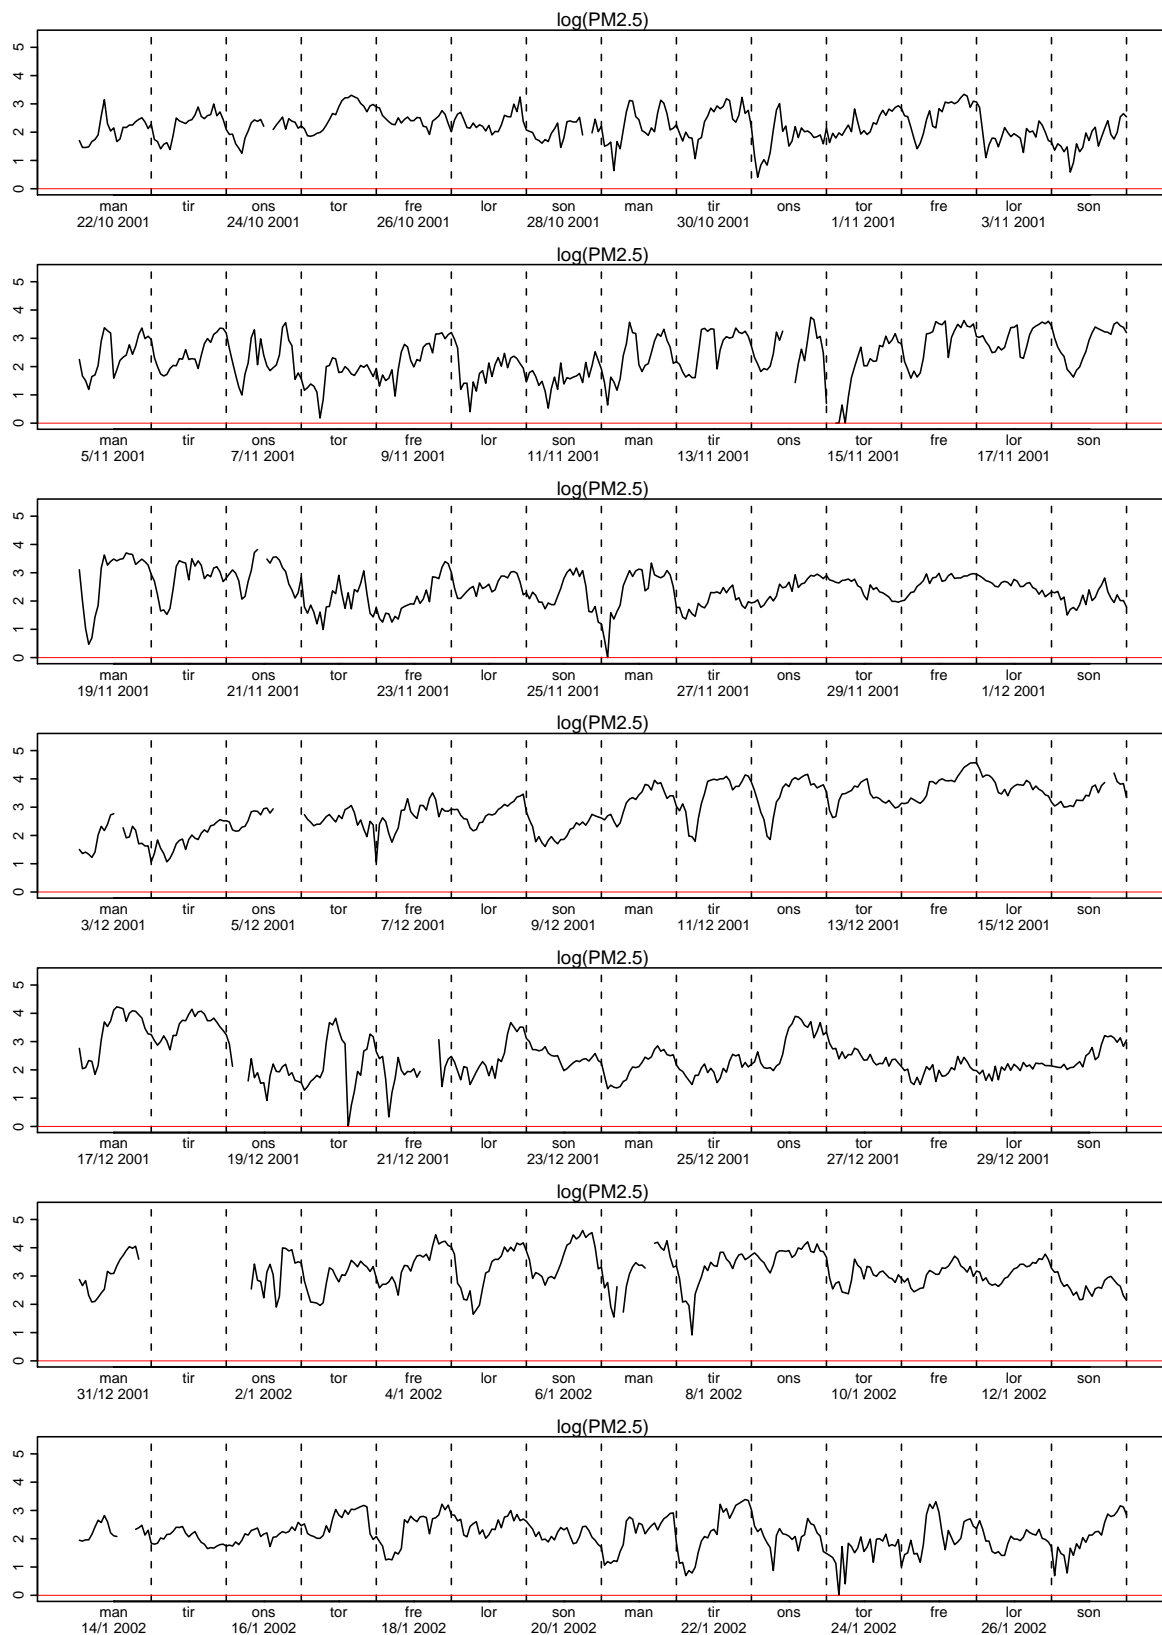 log(PM2.5)
5
4
3
2
1
0
man tir ons tor fre lor son man tir ons tor fre lor son
22/10 2001 24/10 2001 26/10 2001 28/10 2001 30/10 2001 1/11 2001 3/11 2001
log(PM2.5)
5
4
3
2
1
0
man tir ons tor fre lor son man tir ons tor fre lor son
5/11 2001 7/11 2001 9/11 2001 11/11 2001 13/11 2001 15/11 2001 17/11 2001
log(PM2.5)
5
4
3
2
1
0
man tir ons tor fre lor son man tir ons tor fre lor son
19/11 2001 21/11 2001 23/11 2001 25/11 2001 27/11 2001 29/11 2001 1/12 2001
log(PM2.5)
5
4
3
2
1
0
man tir ons tor fre lor son man tir ons tor fre lor son
3/12 2001 5/12 2001 7/12 2001 9/12 2001 11/12 2001 13/12 2001 15/12 2001
log(PM2.5)
5
4
3
2
1
0
man tir ons tor fre lor son man tir ons tor fre lor son
17/12 2001 19/12 2001 21/12 2001 23/12 2001 25/12 2001 27/12 2001 29/12 2001
log(PM2.5)
5
4
3
2
1
0
man tir ons tor fre lor son man tir ons tor fre lor son
31/12 2001 2/1 2002 4/1 2002 6/1 2002 8/1 2002 10/1 2002 12/1 2002
log(PM2.5)
5
4
3
2
1
0
man tir ons tor fre lor son man tir ons tor fre lor son
14/1 2002 16/1 2002 18/1 2002 20/1 2002 22/1 2002 24/1 2002 26/1 2002